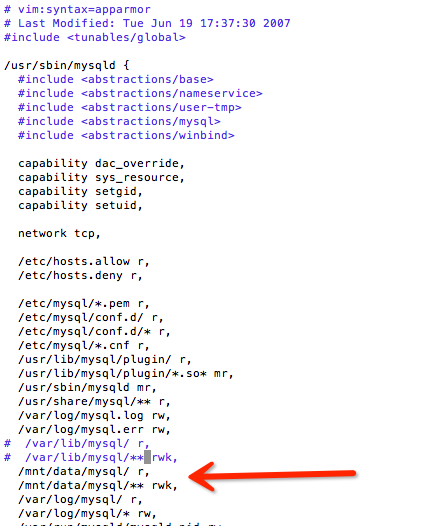 # vim:syntax=apparmor
# Last Modified: Tue Jun 19 17:37:30 2007
#include <tunables/global>
/usr/sbin/mysqld {
#include <abstractions/base>
#include <abstractions/nameservice>
#include <abstractions/user-tmp>
#include <abstractions/mysql>
#include <abstractions/winbind>
capability dac_override,
capability sys_resource,
capability setgid,
capability setuid,
network tcp,
/etc/hosts.allow r,
/etc/hosts.deny r,
/etc/mysql/*.pem r,
/etc/mysql/conf.d/ r,
/etc/mysql/conf.d/* r,
/etc/mysql/*.cnf r,
/usr/lib/mysql/plugin/ r,
/usr/lib/mysql/plugin/*.so* mr,
/usr/sbin/mysqld mr,
/usr/share/mysql/** r,
/var/log/mysql.log rw,
/var/log/mysql.err rw,
#  /var/lib/mysql/ r,
#  /var/lib/mysql/** rwk,
/mnt/data/mysql/ r,
/mnt/data/mysql/** rwk,
/var/log/mysql/ r,
/var/log/mysql/* rw,